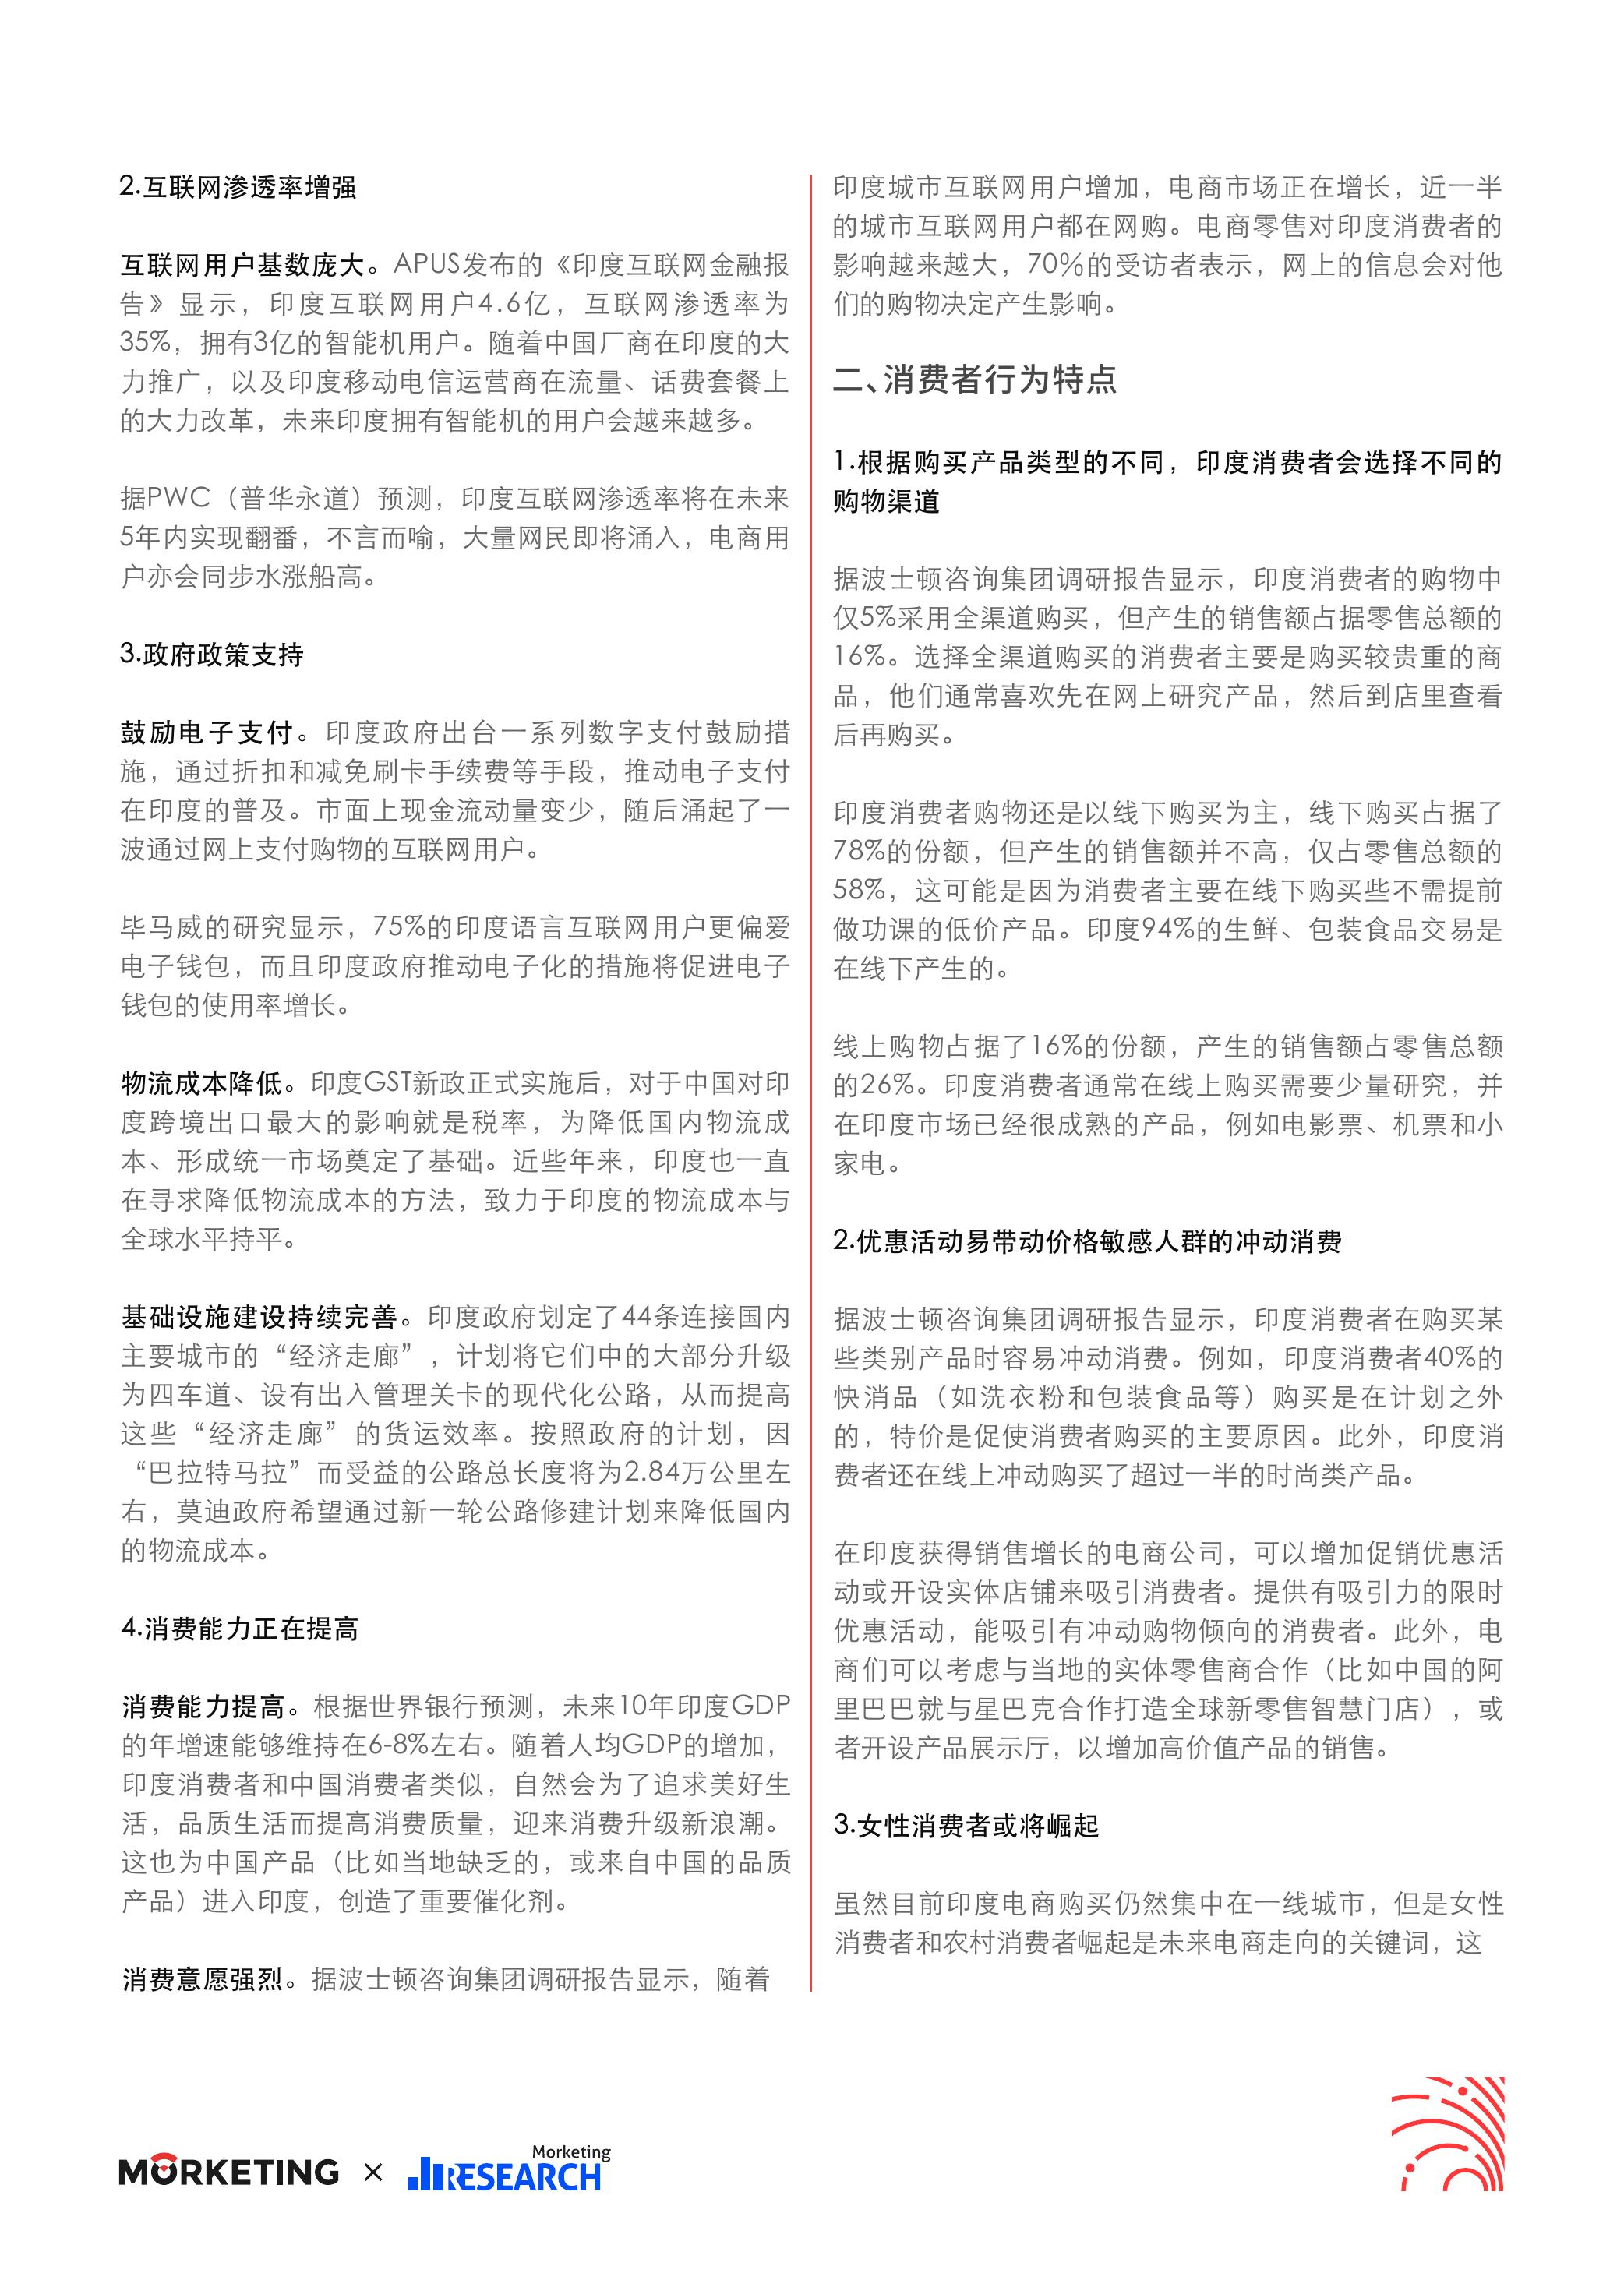 2.互联网渗透率增强
互联网用户基数庞大。APUS发布的《印度互联网金融报
告》显示，印度互联网用户4.6亿，互联网渗透率为
35%，拥有3亿的智能机用户。随着中国厂商在印度的大
力推广，以及印度移动电信运营商在流量、话费套餐上
的大力改革，未来印度拥有智能机的用户会越来越多。
据PWC（普华永道）预测，印度互联网渗透率将在未来
5年内实现翻番，不言而喻，大量网民即将涌入，电商用
户亦会同步水涨船高。
3.政府政策支持
鼓励电子支付。印度政府出台一系列数字支付鼓励措
施，通过折扣和减免刷卡手续费等手段，推动电子支付
在印度的普及。市面上现金流动量变少，随后涌起了一
波通过网上支付购物的互联网用户。
毕马威的研究显示，75%的印度语言互联网用户更偏爱
电子钱包，而且印度政府推动电子化的措施将促进电子
钱包的使用率增长。
物流成本降低。印度GST新政正式实施后，对于中国对印
度跨境出口最大的影响就是税率，为降低国内物流成
本、形成统一市场奠定了基础。近些年来，印度也一直
在寻求降低物流成本的方法，致力于印度的物流成本与
全球水平持平。
基础设施建设持续完善。印度政府划定了44条连接国内
主要城市的“经济走廊”，计划将它们中的大部分升级
为四车道、设有出入管理关卡的现代化公路，从而提高
这些“经济走廊”的货运效率。按照政府的计划，因
“巴拉特马拉”而受益的公路总长度将为2.84万公里左
右，莫迪政府希望通过新一轮公路修建计划来降低国内
的物流成本。
4.消费能力正在提高
消费能力提高。根据世界银行预测，未来10年印度GDP
的年增速能够维持在6-8%左右。随着人均GDP的增加，
印度消费者和中国消费者类似，自然会为了追求美好生
活，品质生活而提高消费质量，迎来消费升级新浪潮。
这也为中国产品（比如当地缺乏的，或来自中国的品质
产品）进入印度，创造了重要催化剂。
消费意愿强烈。据波士顿咨询集团调研报告显示，随着
印度城市互联网用户增加，电商市场正在增长，近一半
的城市互联网用户都在网购。电商零售对印度消费者的
影响越来越大，70%的受访者表示，网上的信息会对他
们的购物决定产生影响。
二、消费者行为特点
1.根据购买产品类型的不同，印度消费者会选择不同的
购物渠道
据波士顿咨询集团调研报告显示，印度消费者的购物中
仅5%采用全渠道购买，但产生的销售额占据零售总额的
16%。选择全渠道购买的消费者主要是购买较贵重的商
品，他们通常喜欢先在网上研究产品，然后到店里查看
后再购买。
印度消费者购物还是以线下购买为主，线下购买占据了
78%的份额，但产生的销售额并不高，仅占零售总额的
58%，这可能是因为消费者主要在线下购买些不需提前
做功课的低价产品。印度94%的生鲜、包装食品交易是
在线下产生的。
线上购物占据了16%的份额，产生的销售额占零售总额
的26%。印度消费者通常在线上购买需要少量研究，并
在印度市场已经很成熟的产品，例如电影票、机票和小
家电。
2.优惠活动易带动价格敏感人群的冲动消费
据波士顿咨询集团调研报告显示，印度消费者在购买某
些类别产品时容易冲动消费。例如，印度消费者40%的
快消品（如洗衣粉和包装食品等）购买是在计划之外
的，特价是促使消费者购买的主要原因。此外，印度消
费者还在线上冲动购买了超过一半的时尚类产品。
在印度获得销售增长的电商公司，可以增加促销优惠活
动或开设实体店铺来吸引消费者。提供有吸引力的限时
优惠活动，能吸引有冲动购物倾向的消费者。此外，电
商们可以考虑与当地的实体零售商合作（比如中国的阿
里巴巴就与星巴克合作打造全球新零售智慧门店），或
者开设产品展示厅，以增加高价值产品的销售。
3.女性消费者或将崛起
虽然目前印度电商购买仍然集中在一线城市，但是女性
消费者和农村消费者崛起是未来电商走向的关键词，这
MORKETING × Morketing RESEARCH